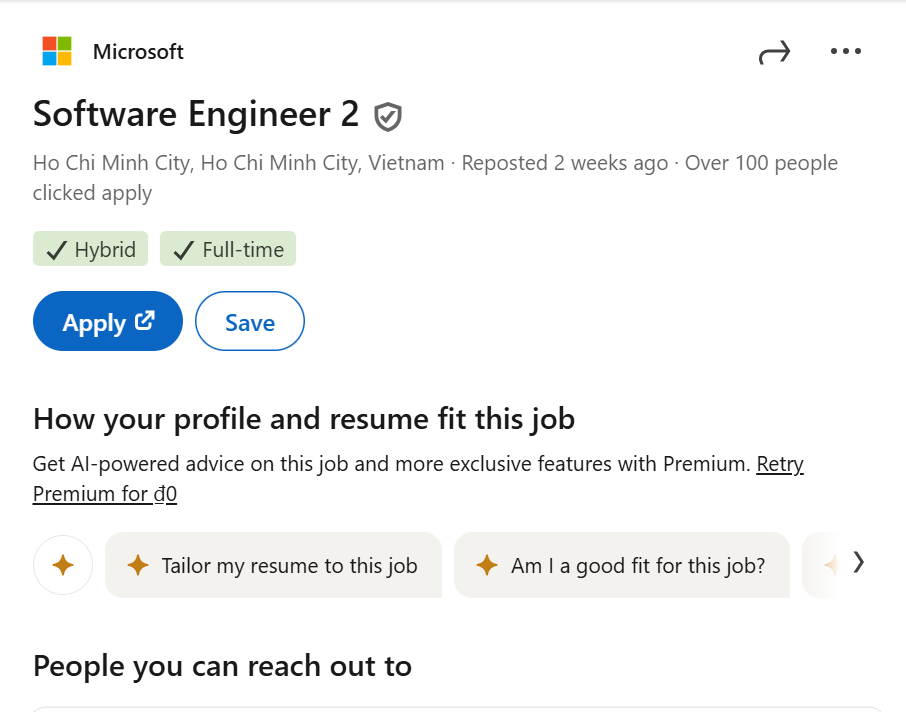 Microsoft
Software Engineer 2
Ho Chi Minh City, Ho Chi Minh City, Vietnam · Reposted 2 weeks ago · Over 100 people
clicked apply
Hybrid
Full-time
Apply
Save
How your profile and resume fit this job
Get AI-powered advice on this job and more exclusive features with Premium. Retry
Premium for ₫0
Tailor my resume to this job
Am I a good fit for this job?
People you can reach out to